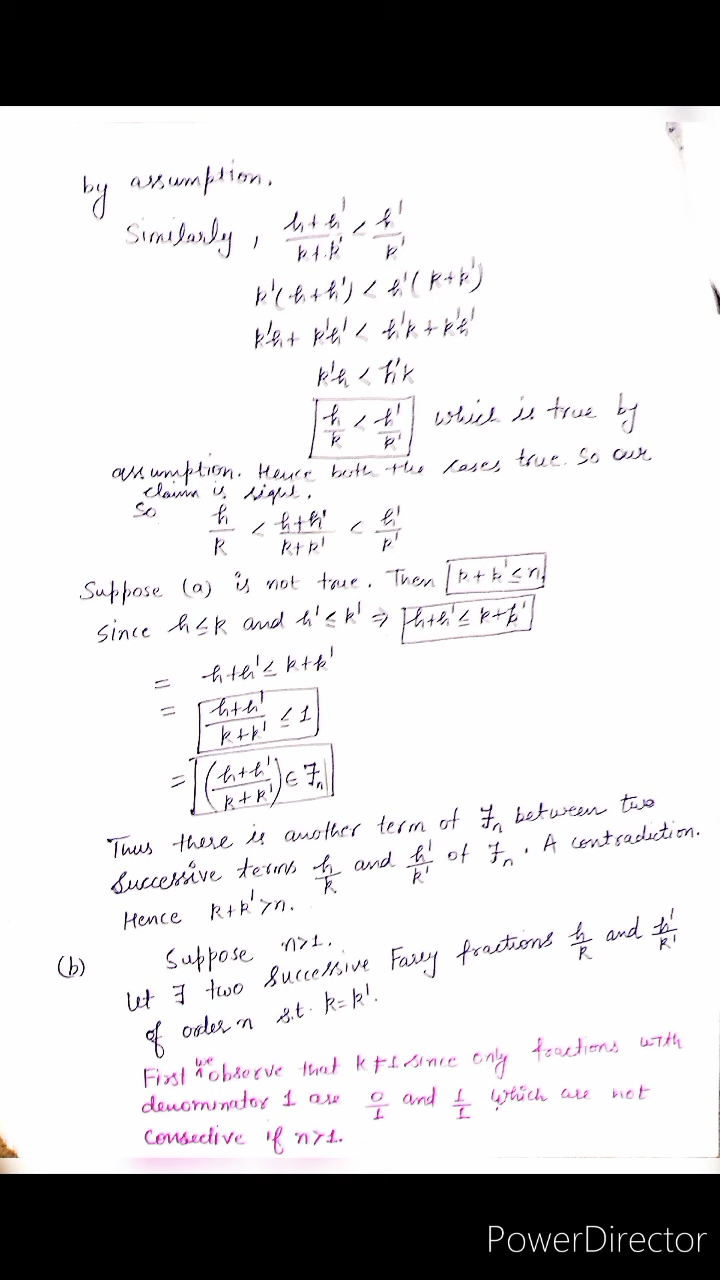 by assumption.
Similarly, (h+h')/(k+k') < h'/k'
k'(h+h') < h'(k+k')
k'h + k'h' < h'k + k'h'
k'h < h'k
h/k < h'/k' which is true by
assumption. Hence both the cases true. So our
claim is right.
So h/k < (h+h')/(k+k') < h'/k'
Suppose (a) is not true. Then k+k' ≤ n
Since h≤k and h'≤k' ⇒ h+h' ≤ k+k'
= h+h' ≤ k+k'
= (h+h')/(k+k') ≤ 1
= ((h+h')/(k+k')) ∈ Fₙ
Thus there is another term of Fₙ between two
Successive terms h/k and h'/k' of Fₙ. A contradiction.
Hence k+k' > n.
(b) Suppose n>1.
Let ∃ two Successive Farey fractions h/k and h'/k'
of order n s.t. k=k'.
First we observe that k≠1 since only fractions with
denominator 1 are 0/1 and 1/1 which are not
Consective if n>1.
PowerDirector